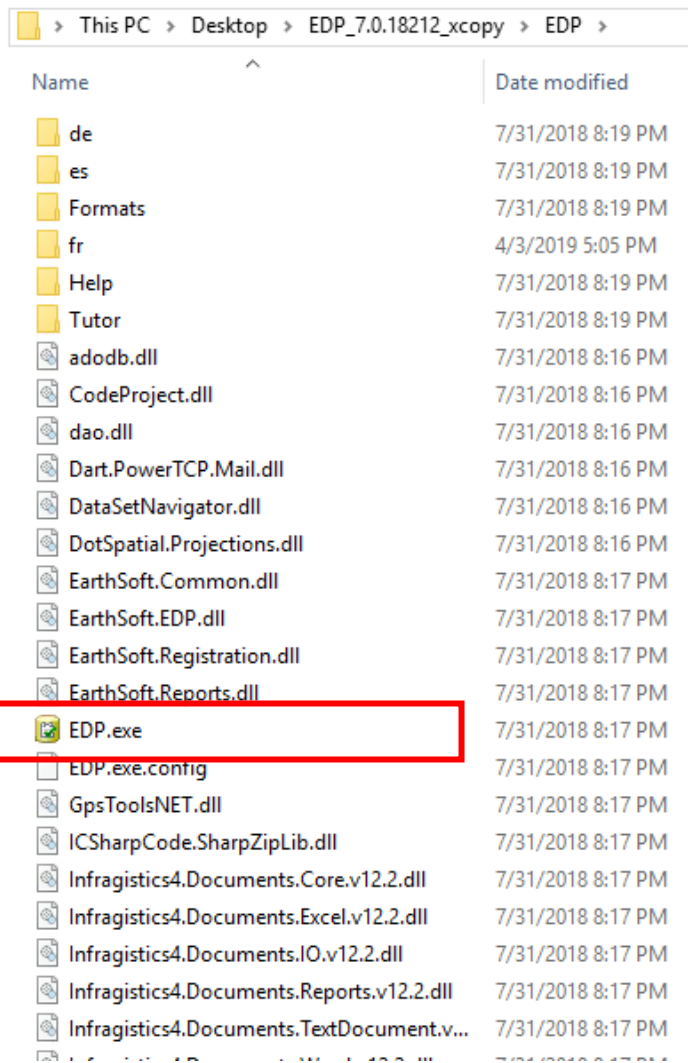 This PC > Desktop > EDP_7.0.18212_xcopy > EDP >
Name Date modified
de 7/31/2018 8:19 PM
es 7/31/2018 8:19 PM
Formats 7/31/2018 8:19 PM
fr 4/3/2019 5:05 PM
Help 7/31/2018 8:19 PM
Tutor 7/31/2018 8:19 PM
adodb.dll 7/31/2018 8:16 PM
CodeProject.dll 7/31/2018 8:16 PM
dao.dll 7/31/2018 8:16 PM
Dart.PowerTCP.Mail.dll 7/31/2018 8:16 PM
DataSetNavigator.dll 7/31/2018 8:16 PM
DotSpatial.Projections.dll 7/31/2018 8:16 PM
EarthSoft.Common.dll 7/31/2018 8:17 PM
EarthSoft.EDP.dll 7/31/2018 8:17 PM
EarthSoft.Registration.dll 7/31/2018 8:17 PM
EarthSoft.Reports.dll 7/31/2018 8:17 PM
EDP.exe 7/31/2018 8:17 PM
EDP.exe.config 7/31/2018 8:17 PM
GpsToolsNET.dll 7/31/2018 8:17 PM
ICSharpCode.SharpZipLib.dll 7/31/2018 8:17 PM
Infragistics4.Documents.Core.v12.2.dll 7/31/2018 8:17 PM
Infragistics4.Documents.Excel.v12.2.dll 7/31/2018 8:17 PM
Infragistics4.Documents.IO.v12.2.dll 7/31/2018 8:17 PM
Infragistics4.Documents.Reports.v12.2.dll 7/31/2018 8:17 PM
Infragistics4.Documents.TextDocument.v... 7/31/2018 8:17 PM